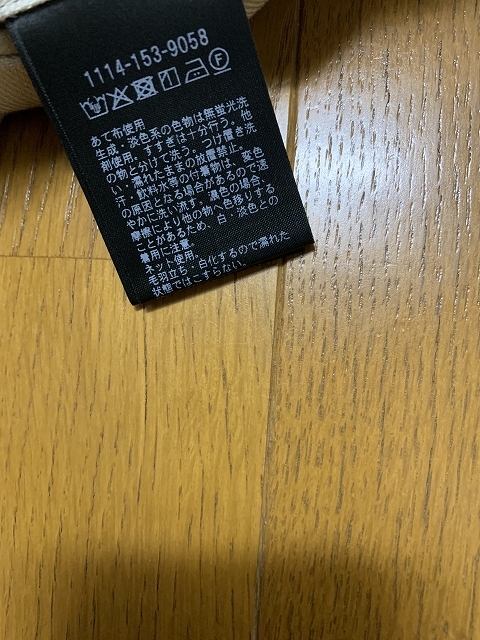 1114-153-9058
あて布使用
生成・淡色系の色物は無蛍光洗
剤使用。すすぎは十分行う。他
の物と分けて洗う。つけ置き洗
い・濡れたままの放置禁止。
汗・飲料水等の付着物は、変色
の原因となる場合があるので速
やかに洗い流す。濃色の場合、
摩擦により他の物へ色移りする
ことがあるため、白・淡色との
着用に注意。
ネット使用。
毛羽立ち・白化するので濡れた
状態ではこすらない。